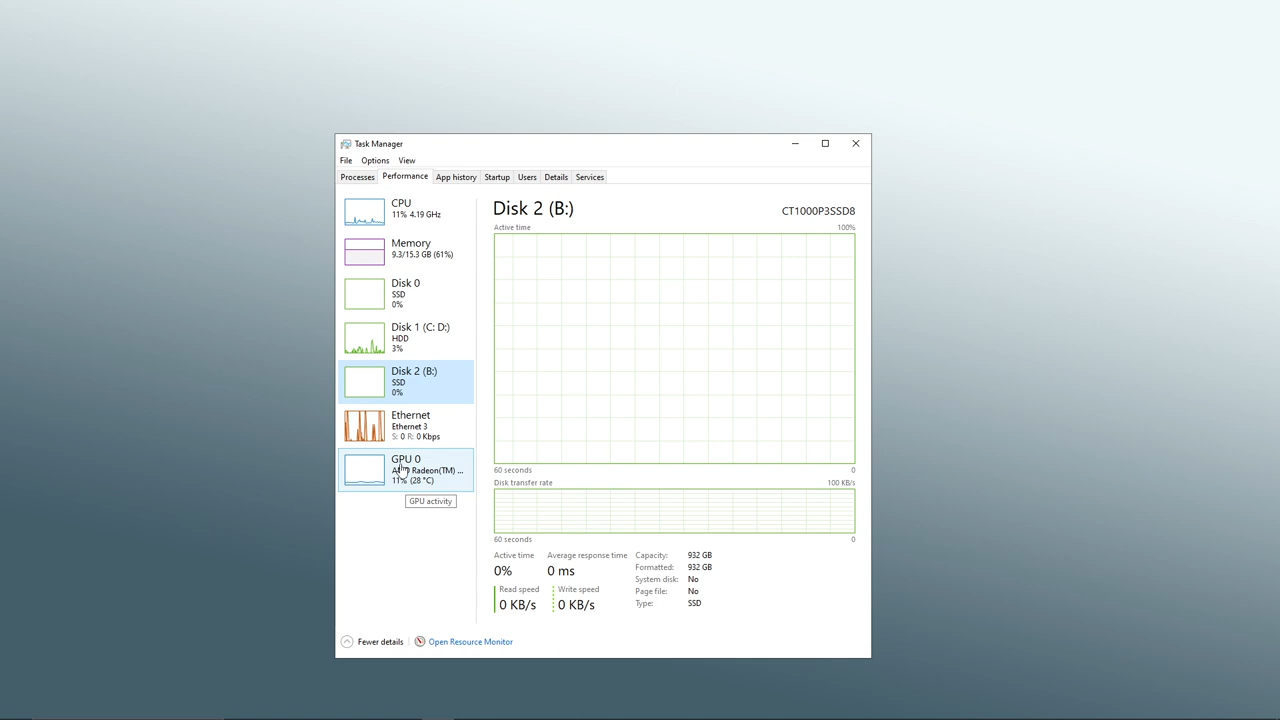 Task Manager
File Options View
Processes Performance App history Startup Users Details Services
CPU
11% 4.19 GHz
Memory
9.3/15.3 GB (61%)
Disk 0
SSD
0%
Disk 1 (C: D:)
HDD
3%
Disk 2 (B:)
SSD
0%
Ethernet
Ethernet 3
S: 0 R: 0 Kbps
GPU 0
Radeon(TM) ...
11% (28 °C)
GPU activity
Disk 2 (B:) CT1000P3SSD8
Active time 100%
60 seconds 0
Disk transfer rate 100 KB/s
60 seconds 0
Active time Average response time
0% 0 ms
Read speed Write speed
0 KB/s 0 KB/s
Capacity: 932 GB
Formatted: 932 GB
System disk: No
Page file: No
Type: SSD
Fewer details Open Resource Monitor